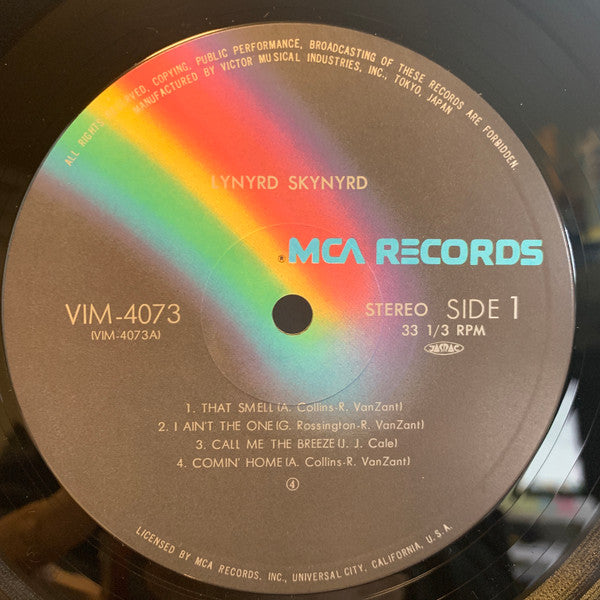 ALL RIGHTS RESERVED, COPYING, PUBLIC PERFORMANCE, BROADCASTING OF THESE RECORDS ARE FORBIDDEN.
MANUFACTURED BY VICTOR MUSICAL INDUSTRIES, INC., TOKYO, JAPAN
LYNYRD SKYNYRD
® MCA RECORDS
VIM-4073
(VIM-4073A)
STEREO SIDE 1
33 1/3 RPM
JASRAC
1. THAT SMELL (A. Collins-R. VanZant)
2. I AIN'T THE ONE (G. Rossington-R. VanZant)
3. CALL ME THE BREEZE (J. J. Cale)
4. COMIN' HOME (A. Collins-R. VanZant)
④
LICENSED BY MCA RECORDS, INC., UNIVERSAL CITY, CALIFORNIA, U.S.A.